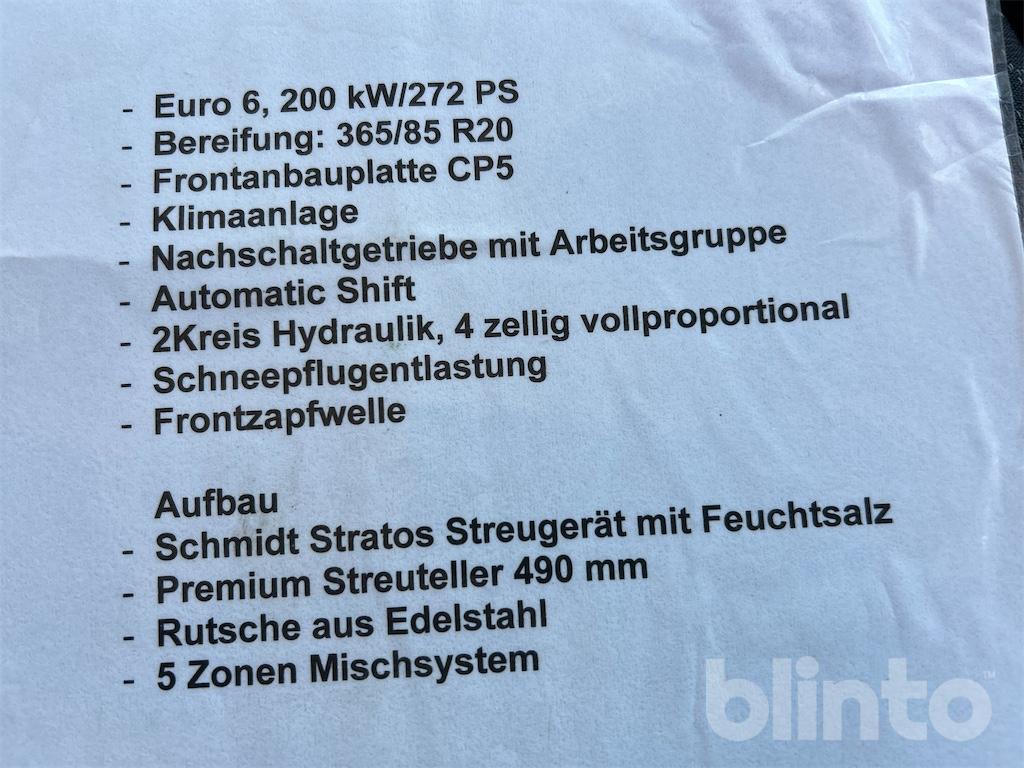 - Euro 6, 200 kW/272 PS
- Bereifung: 365/85 R20
- Frontanbauplatte CP5
- Klimaanlage
- Nachschaltgetriebe mit Arbeitsgruppe
- Automatic Shift
- 2Kreis Hydraulik, 4 zellig vollproportional
- Schneepflugentlastung
- Frontzapfwelle
Aufbau
- Schmidt Stratos Streugerät mit Feuchtsalz
- Premium Streuteller 490 mm
- Rutsche aus Edelstahl
- 5 Zonen Mischsystem
blinto™